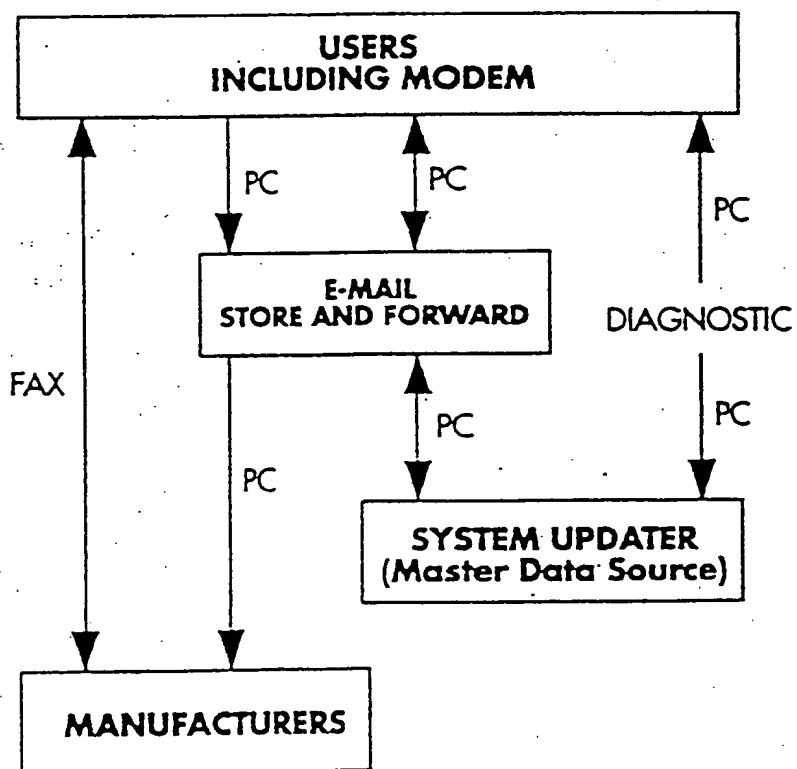 USERS
INCLUDING MODEM
PC
PC
PC
E-MAIL
STORE AND FORWARD
DIAGNOSTIC
FAX
PC
PC
PC
SYSTEM UPDATER
(Master Data Source)
MANUFACTURERS